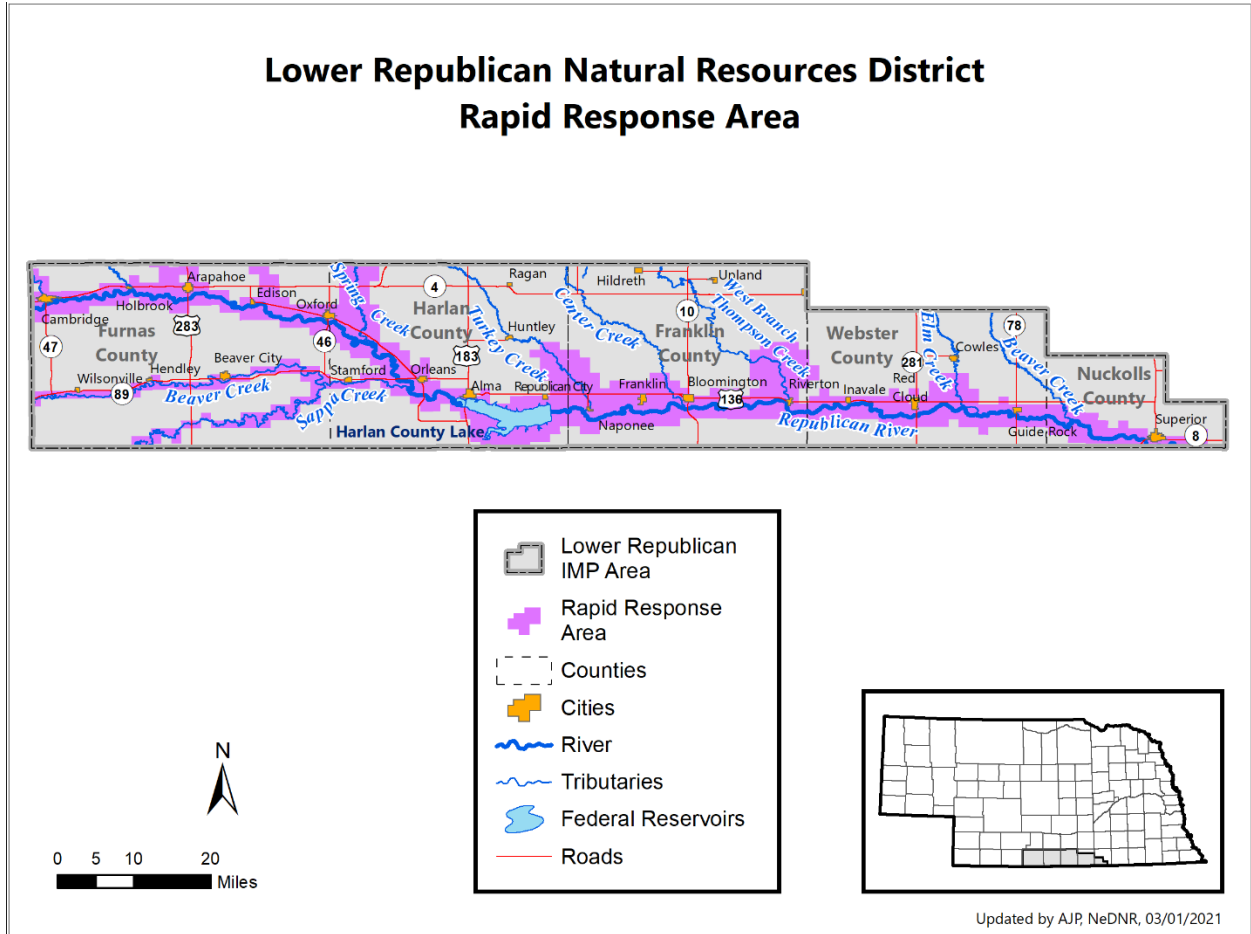 Lower Republican Natural Resources District
Rapid Response Area
Arapahoe
Ragan
Hildreth
Upland
Spring
Creek
4
Harlan
County
Holbrook
Edison
Oxford
Cambridge
Furnas
County
283
47
46
Turkey Creek
Huntley
183
Center Creek
10
Franklin
County
West Branch
Thompson Creek
Webster
County
281
Elm Creek
78
Cowles
Beaver Creek
Nuckolls
County
Wilsonville
Hendley
Beaver City
89
Beaver Creek
Stamford
Sappa Creek
Orleans
Alma
Republican City
Franklin
Bloomington
136
Riverton
Inavale
Red
Cloud
Superior
8
Harlan County Lake
Naponee
Republican River
Guide Rock
Lower Republican
IMP Area
Rapid Response
Area
Counties
Cities
River
Tributaries
Federal Reservoirs
Roads
N
0 5 10 20
Miles
Updated by AJP, NeDNR, 03/01/2021